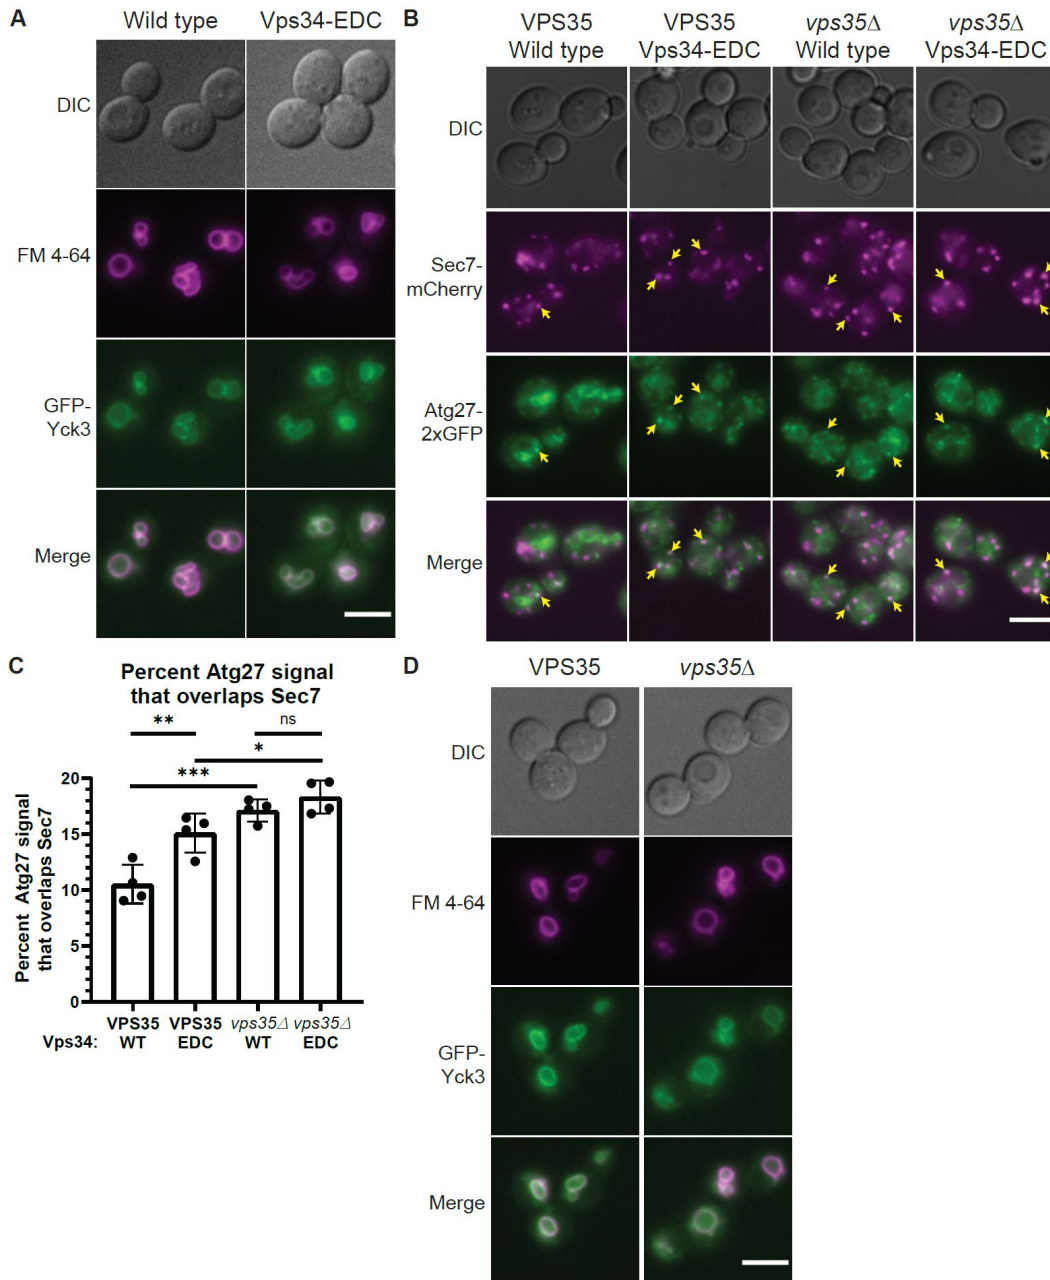 A
Wild type
Vps34-EDC
DIC
FM 4-64
GFP-
Yck3
Merge
B
VPS35
Wild type
VPS35
Vps34-EDC
vps35Δ
Wild type
vps35Δ
Vps34-EDC
DIC
Sec7-
mCherry
Atg27-
2xGFP
Merge
C
Percent Atg27 signal
that overlaps Sec7
**
ns
*
***
Percent Atg27 signal
that overlaps Sec7
20
15
10
5
0
VPS35 VPS35 vps35Δ vps35Δ
Vps34: WT EDC WT EDC
D
VPS35
vps35Δ
DIC
FM 4-64
GFP-
Yck3
Merge